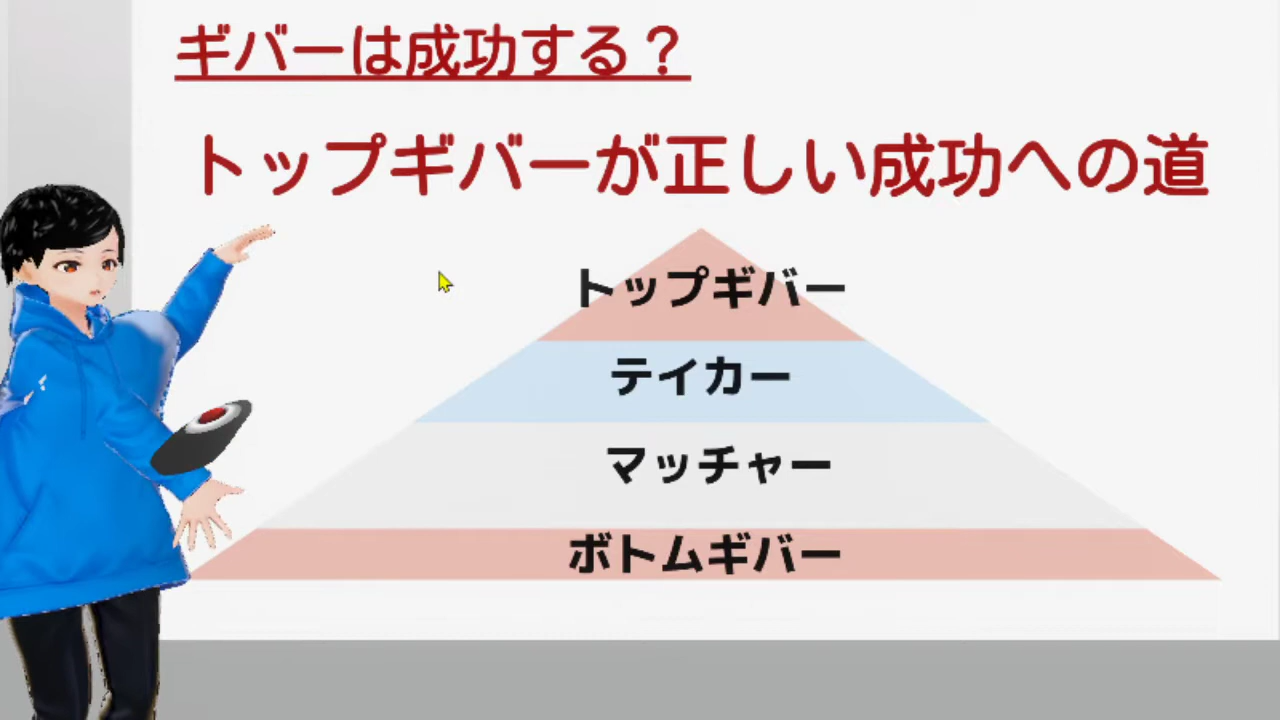 ギバーは成功する？
トップギバーが正しい成功への道
トップギバー
テイカー
マッチャー
ボトムギバー